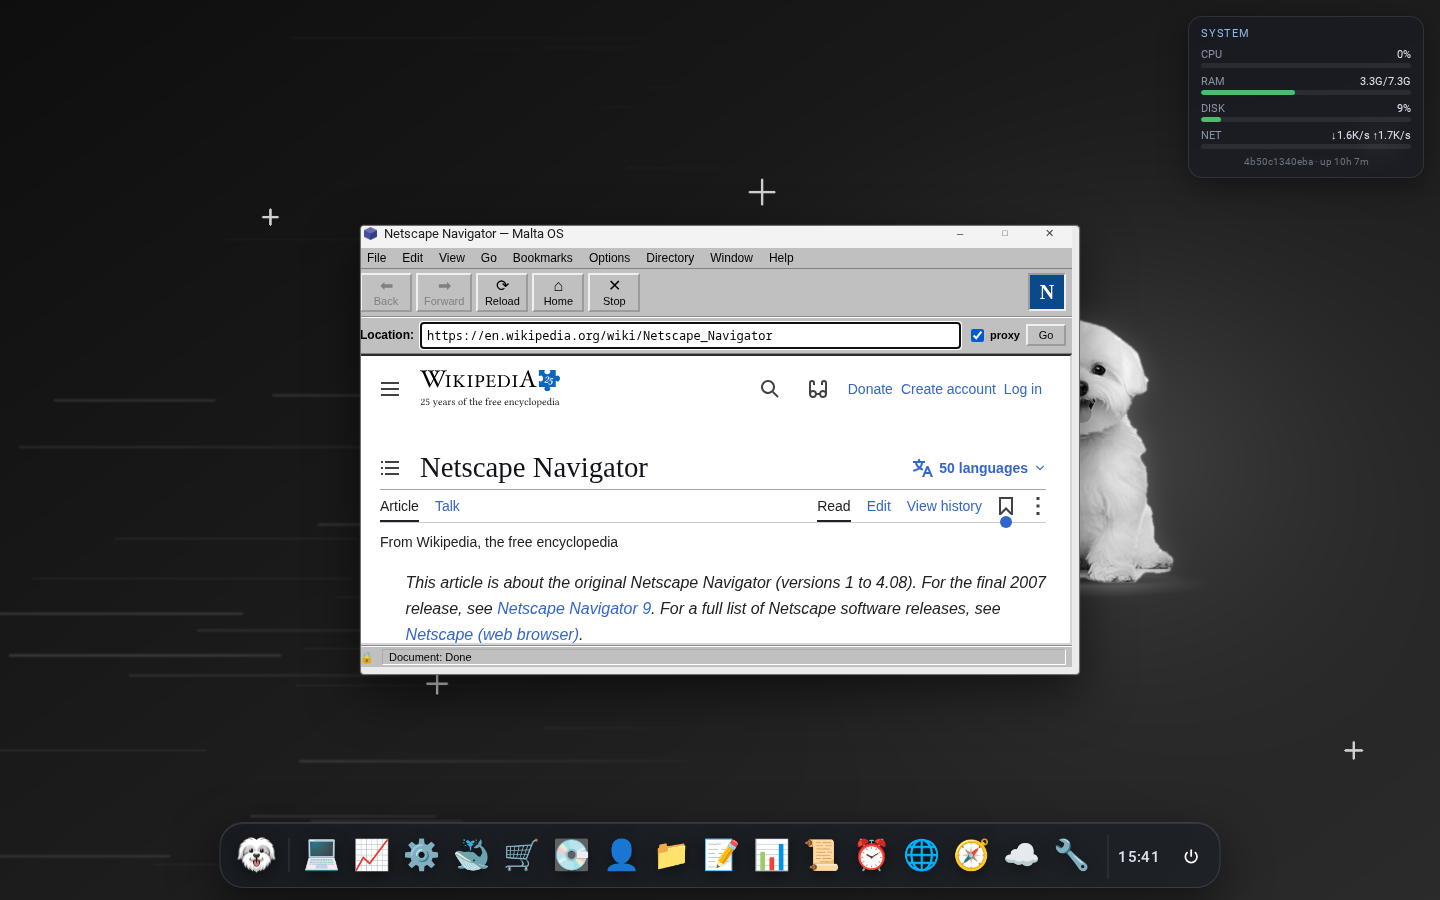 SYSTEM
CPU 0%
RAM 3.3G/7.3G
DISK 9%
NET ↓1.6K/s ↑1.7K/s
4b50c1340eba · up 10h 7m
Netscape Navigator — Malta OS
File Edit View Go Bookmarks Options Directory Window Help
Back Forward Reload Home Stop
N
Location: https://en.wikipedia.org/wiki/Netscape_Navigator proxy Go
WIKIPEDIA 25
25 years of the free encyclopedia
Donate Create account Log in
Netscape Navigator
50 languages
Article Talk Read Edit View history
From Wikipedia, the free encyclopedia
This article is about the original Netscape Navigator (versions 1 to 4.08). For the final 2007
release, see Netscape Navigator 9. For a full list of Netscape software releases, see
Netscape (web browser).
Document: Done
15:41